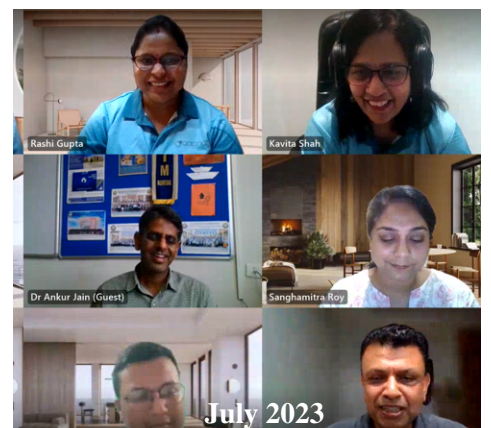 Rashi Gupta
Kavita Shah
Dr Ankur Jain (Guest)
Sanghamitra Roy
July 2023